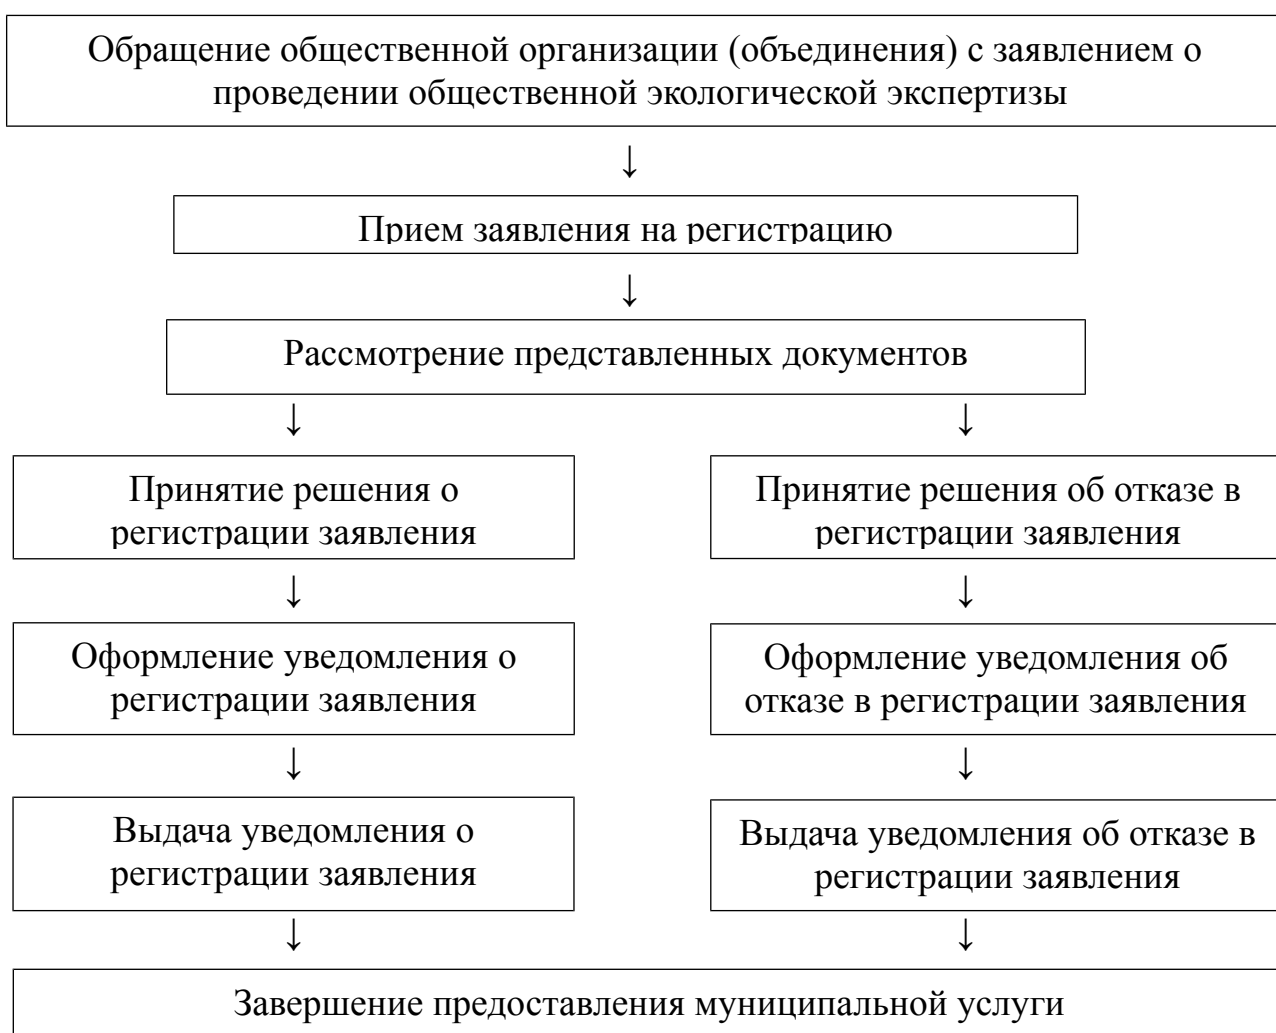 Обращение общественной организации (объединения) с заявлением о
проведении общественной экологической экспертизы
↓
Прием заявления на регистрацию
↓
Рассмотрение представленных документов
↓ ↓
Принятие решения о
регистрации заявления
Принятие решения об отказе в
регистрации заявления
↓ ↓
Оформление уведомления о
регистрации заявления
Оформление уведомления об
отказе в регистрации заявления
↓ ↓
Выдача уведомления о
регистрации заявления
Выдача уведомления об отказе в
регистрации заявления
↓ ↓
Завершение предоставления муниципальной услуги